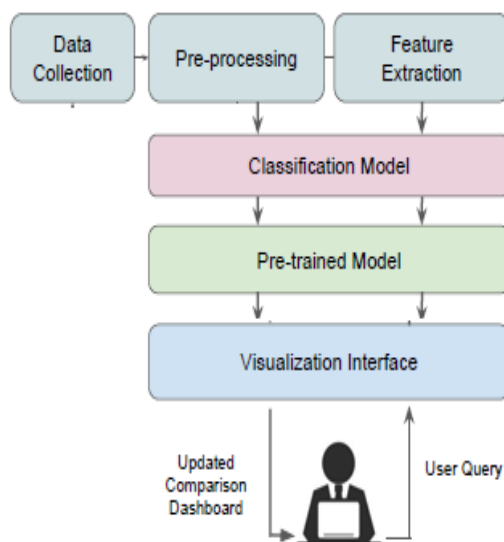 Data
Collection
Pre-processing
Feature
Extraction
Classification Model
Pre-trained Model
Visualization Interface
Updated
Comparison
Dashboard
User Query